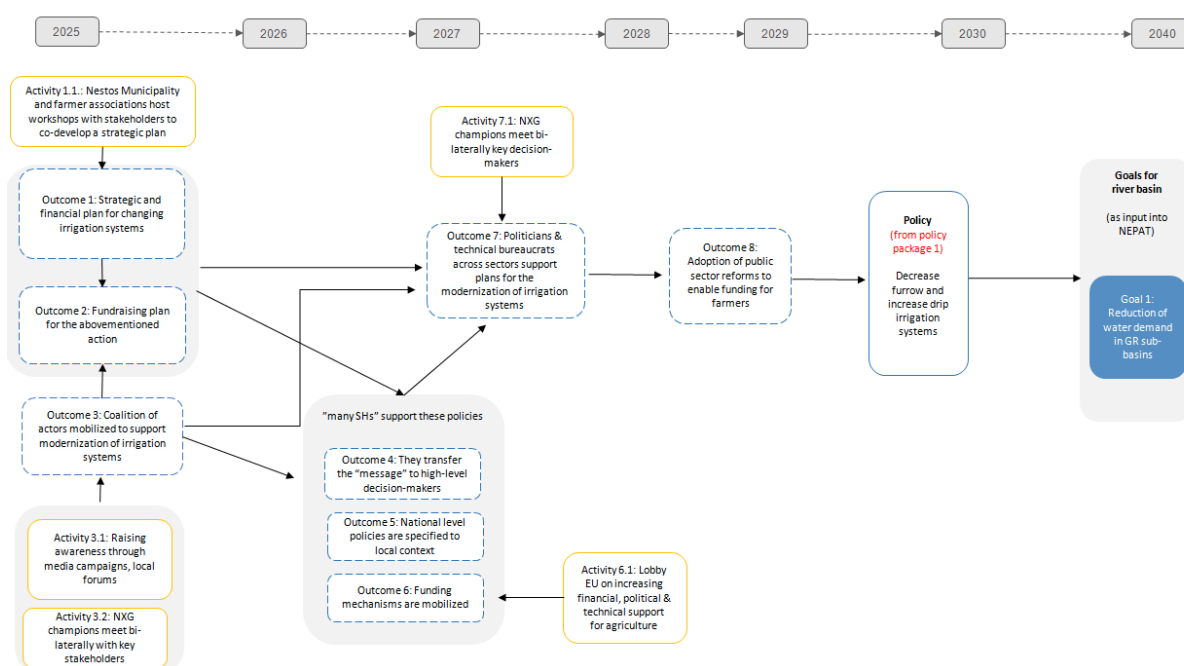 2025
2026
2027
2028
2029
2030
2040
Activity 1.1.: Nestos Municipality
and farmer associations host
workshops with stakeholders to
co-develop a strategic plan
Outcome 1: Strategic and
financial plan for changing
irrigation systems
Outcome 2: Fundraising plan
for the abovementioned
action
Outcome 3: Coalition of
actors mobilized to support
modernization of irrigation
systems
Activity 3.1: Raising
awareness through
media campaigns, local
forums
Activity 3.2: NXG
champions meet bi-
laterally with key
stakeholders
Activity 7.1: NXG
champions meet bi-
laterally key decision-
makers
Outcome 7: Politicians &
technical bureaucrats
across sectors support
plans for the
modernization of irrigation
systems
"many SHs" support these policies
Outcome 4: They transfer
the “message” to high-level
decision-makers
Outcome 5: National level
policies are specified to
local context
Outcome 6: Funding
mechanisms are mobilized
Activity 6.1: Lobby
EU on increasing
financial, political &
technical support
for agriculture
Outcome 8:
Adoption of public
sector reforms to
enable funding for
farmers
Policy
(from policy
package 1)
Decrease
furrow and
increase drip
irrigation
systems
Goals for
river basin
(as input into
NEPAT)
Goal 1:
Reduction of
water demand
in GR sub-
basins